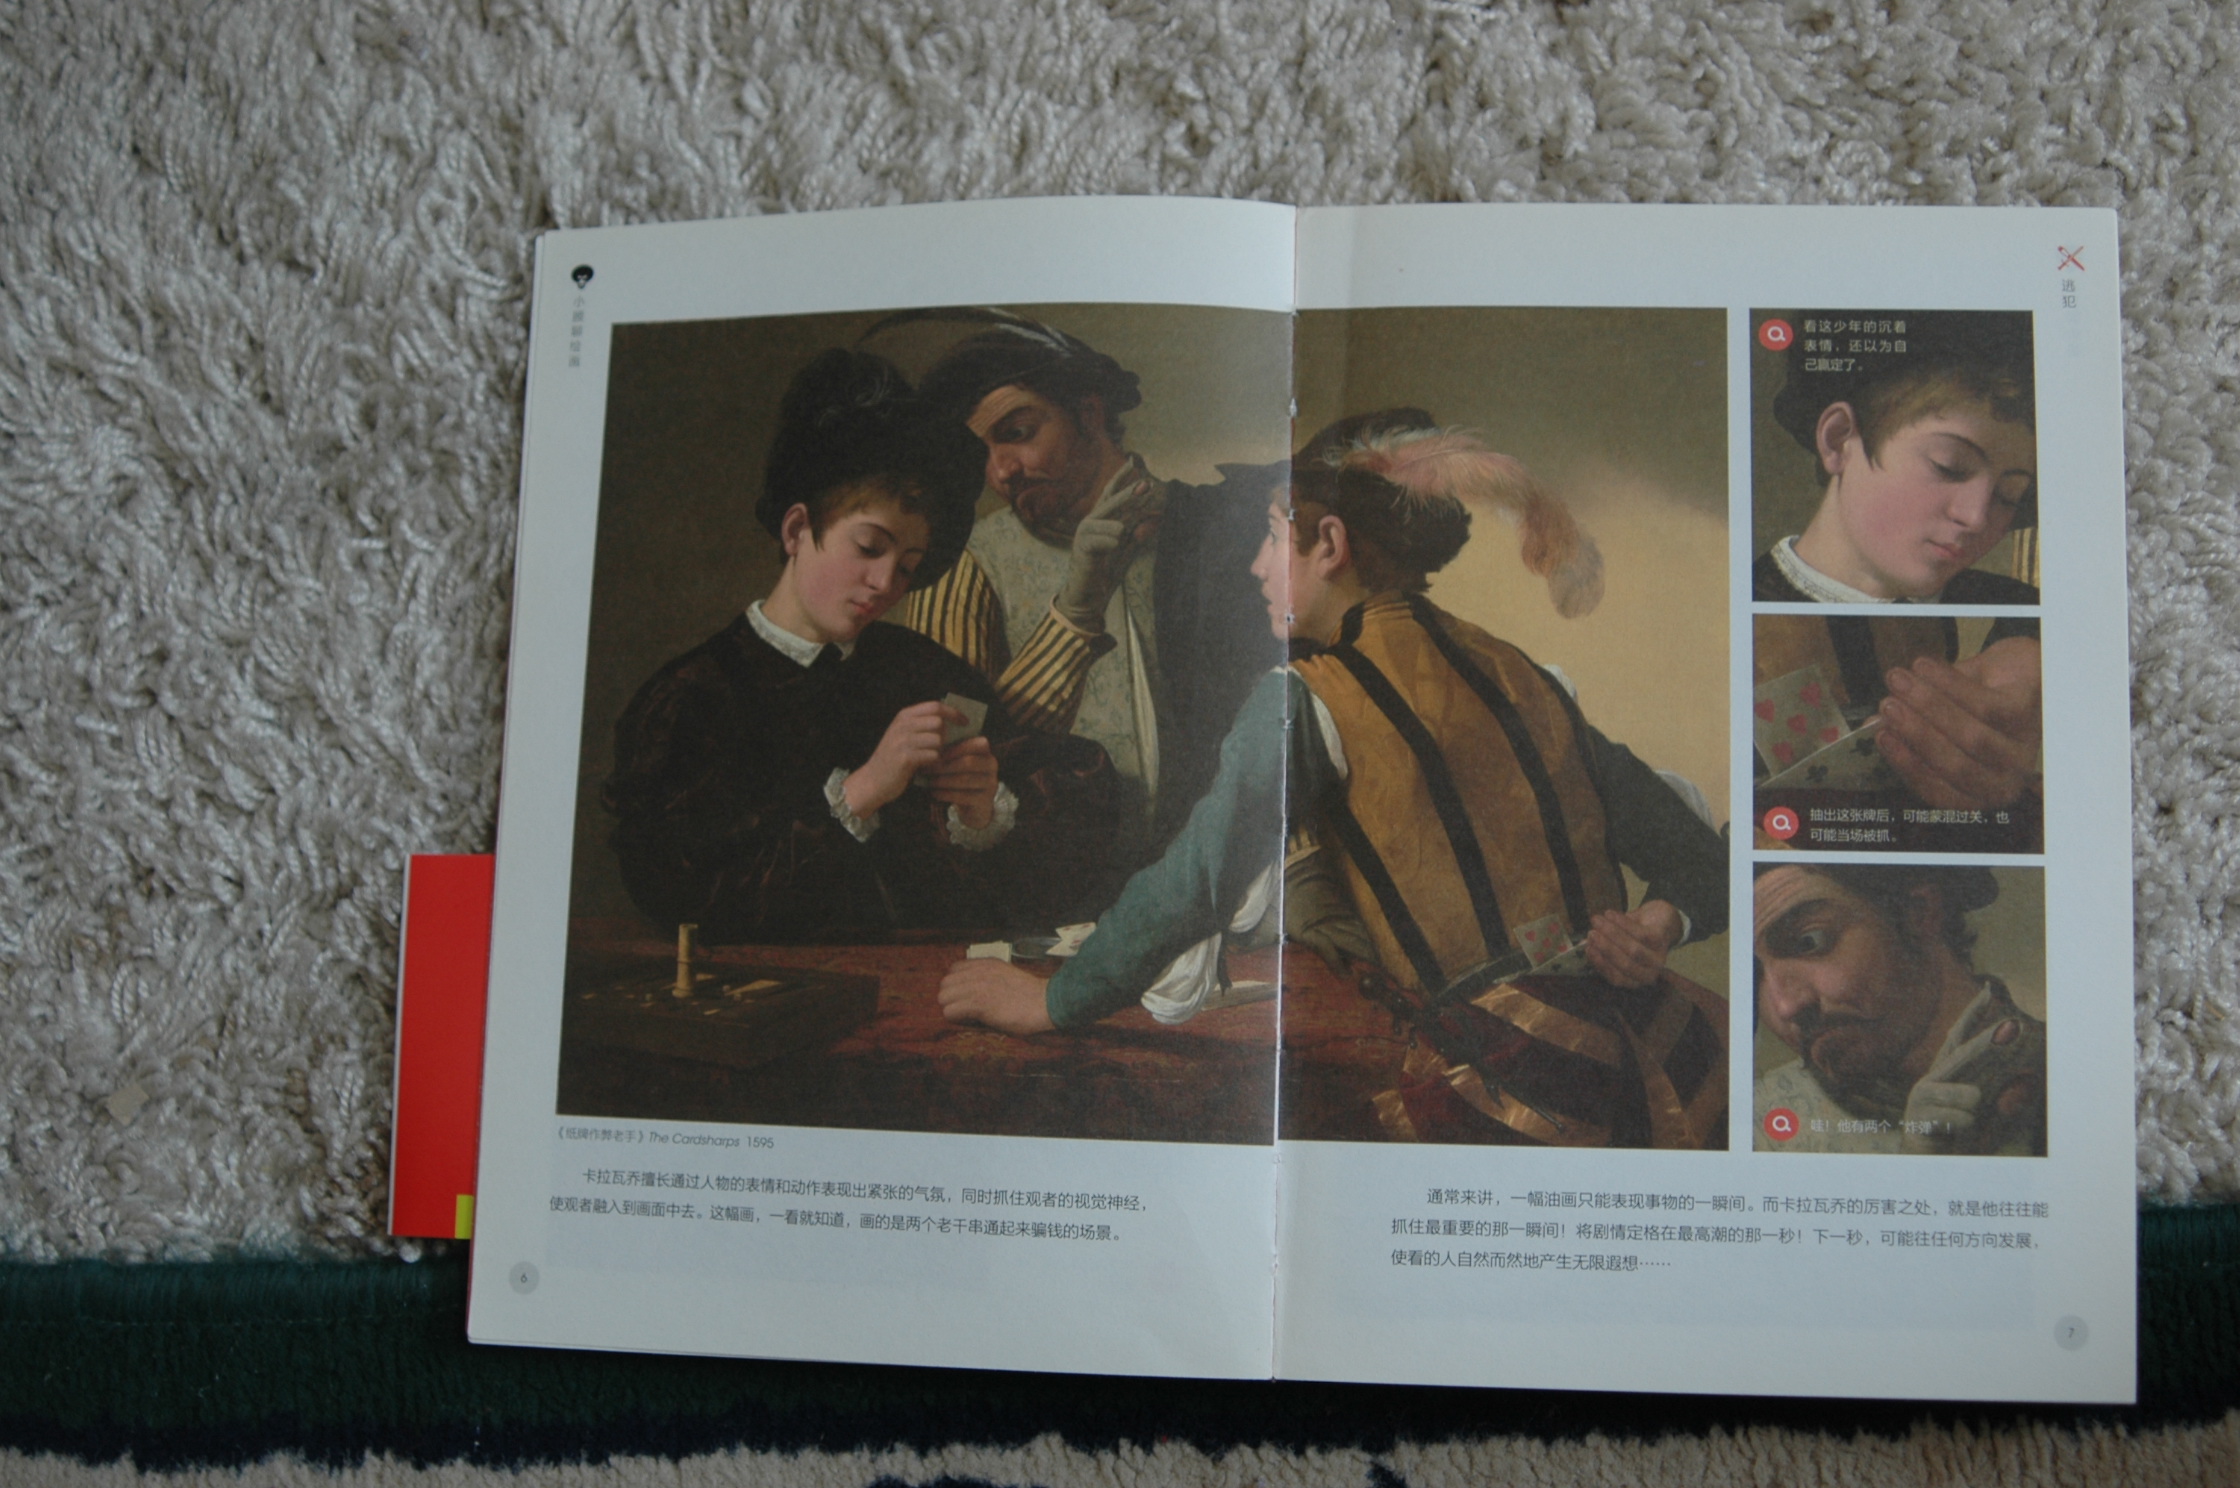 逃犯
看这少年的沉着
表情，还以为自
己赢定了。
抽出这张牌后，可能蒙混过关，也
可能当场被抓。
哇！他有两个“炸弹”！
《纸牌作弊老手》The Cardsharps 1595
卡拉瓦乔擅长通过人物的表情和动作表现出紧张的气氛，同时抓住观者的视觉神经，
使观者融入到画面中去。这幅画，一看就知道，画的是两个老千串通起来骗钱的场景。
6
通常来讲，一幅油画只能表现事物的一瞬间。而卡拉瓦乔的厉害之处，就是他往往能
抓住最重要的那一瞬间！将剧情定格在最高潮的那一秒！下一秒，可能往任何方向发展，
使看的人自然而然地产生无限遐想……
7